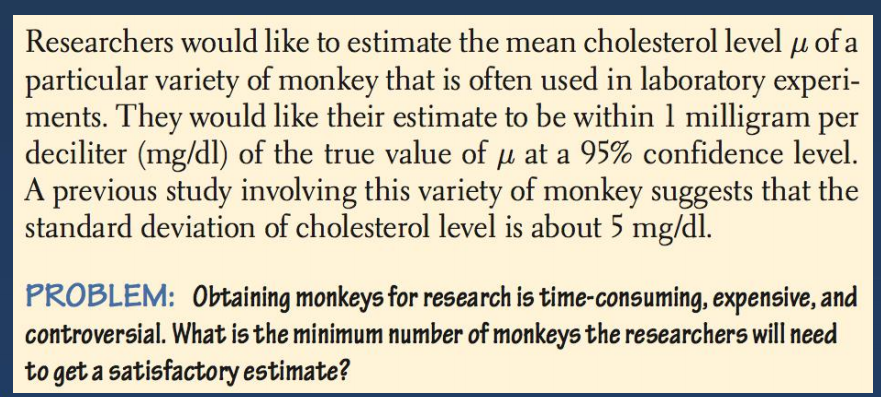 Researchers would like to estimate the mean cholesterol level μ of a
particular variety of monkey that is often used in laboratory experi-
ments. They would like their estimate to be within 1 milligram per
deciliter (mg/dl) of the true value of μ at a 95% confidence level.
A previous study involving this variety of monkey suggests that the
standard deviation of cholesterol level is about 5 mg/dl.
PROBLEM: Obtaining monkeys for research is time-consuming, expensive, and
controversial. What is the minimum number of monkeys the researchers will need
to get a satisfactory estimate?